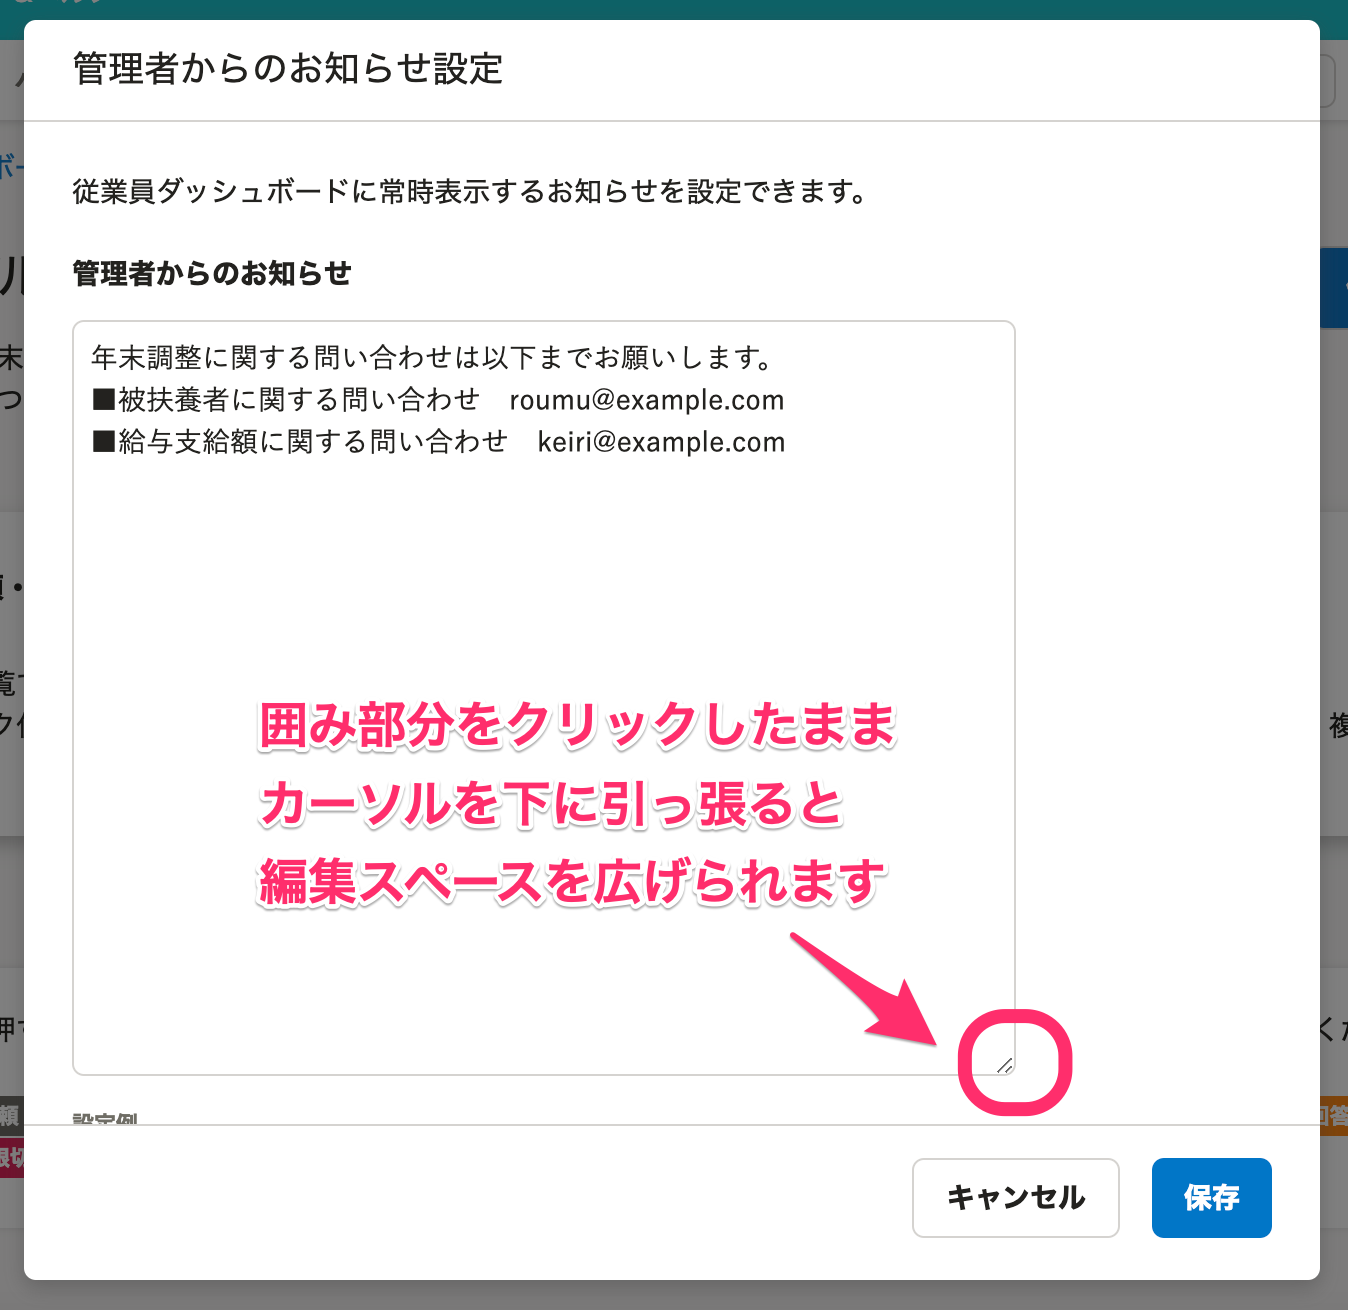 管理者からのお知らせ設定
従業員ダッシュボードに常時表示するお知らせを設定できます。
管理者からのお知らせ
年末調整に関する問い合わせは以下までお願いします。
■被扶養者に関する問い合わせ　roumu@example.com
■給与支給額に関する問い合わせ　keiri@example.com
囲み部分をクリックしたまま
カーソルを下に引っ張ると
編集スペースを広げられます
設定例
キャンセル
保存